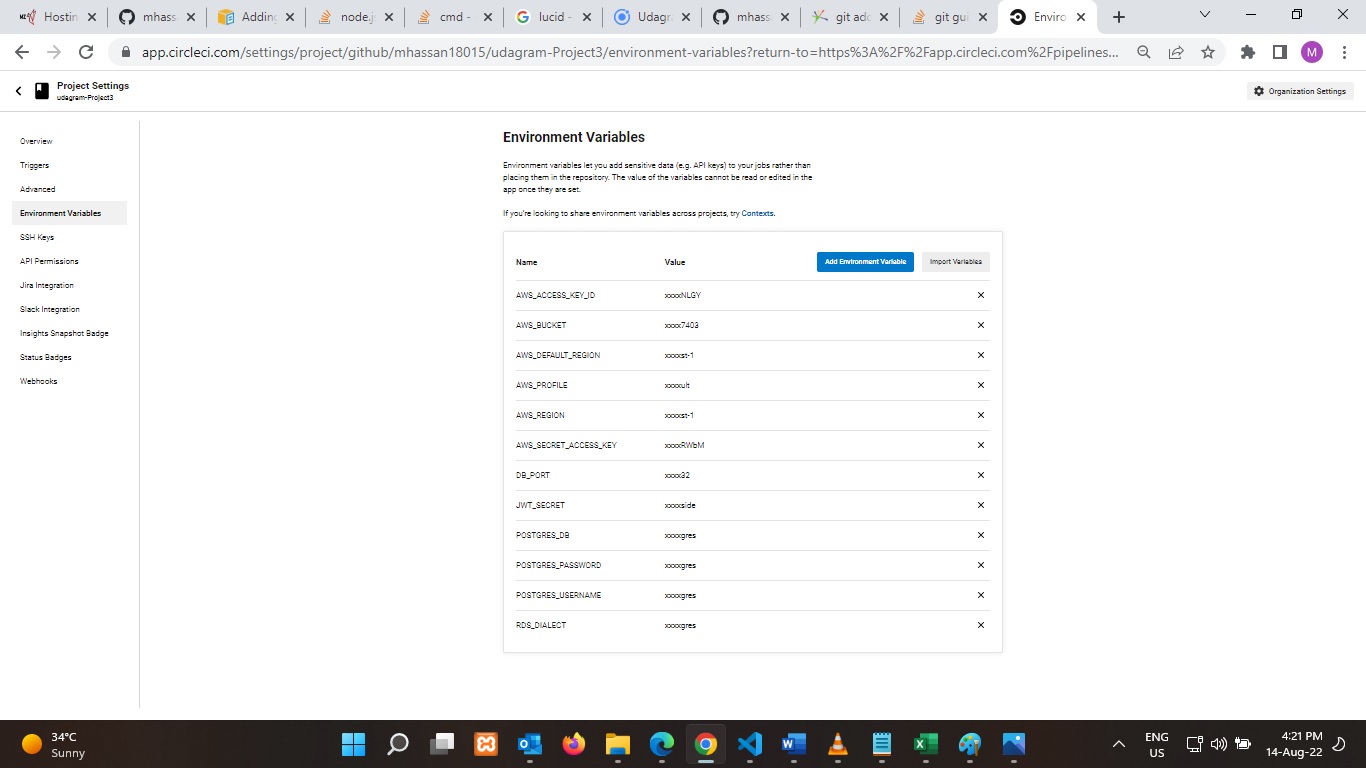 Hostin
mhass
Adding
node.j
cmd -
lucid -
Udagra
mhass
git add
git gui
Enviro
app.circleci.com/settings/project/github/mhassan18015/udagram-Project3/environment-variables?return-to=https%3A%2F%2Fapp.circleci.com%2Fpipelines...
M
Project Settings
udagram-Project3
Organization Settings
Overview
Triggers
Advanced
Environment Variables
SSH Keys
API Permissions
Jira Integration
Slack Integration
Insights Snapshot Badge
Status Badges
Webhooks
Environment Variables
Environment variables let you add sensitive data (e.g. API keys) to your jobs rather than
placing them in the repository. The value of the variables cannot be read or edited in the
app once they are set.
If you're looking to share environment variables across projects, try Contexts.
Name Value Add Environment Variable Import Variables
AWS_ACCESS_KEY_ID xxxxNLGY
AWS_BUCKET xxxx7403
AWS_DEFAULT_REGION xxxxst-1
AWS_PROFILE xxxxult
AWS_REGION xxxxst-1
AWS_SECRET_ACCESS_KEY xxxxRWbM
DB_PORT xxxx32
JWT_SECRET xxxxside
POSTGRES_DB xxxxgres
POSTGRES_PASSWORD xxxxgres
POSTGRES_USERNAME xxxxgres
RDS_DIALECT xxxxgres
34°C
Sunny
ENG
US
4:21 PM
14-Aug-22